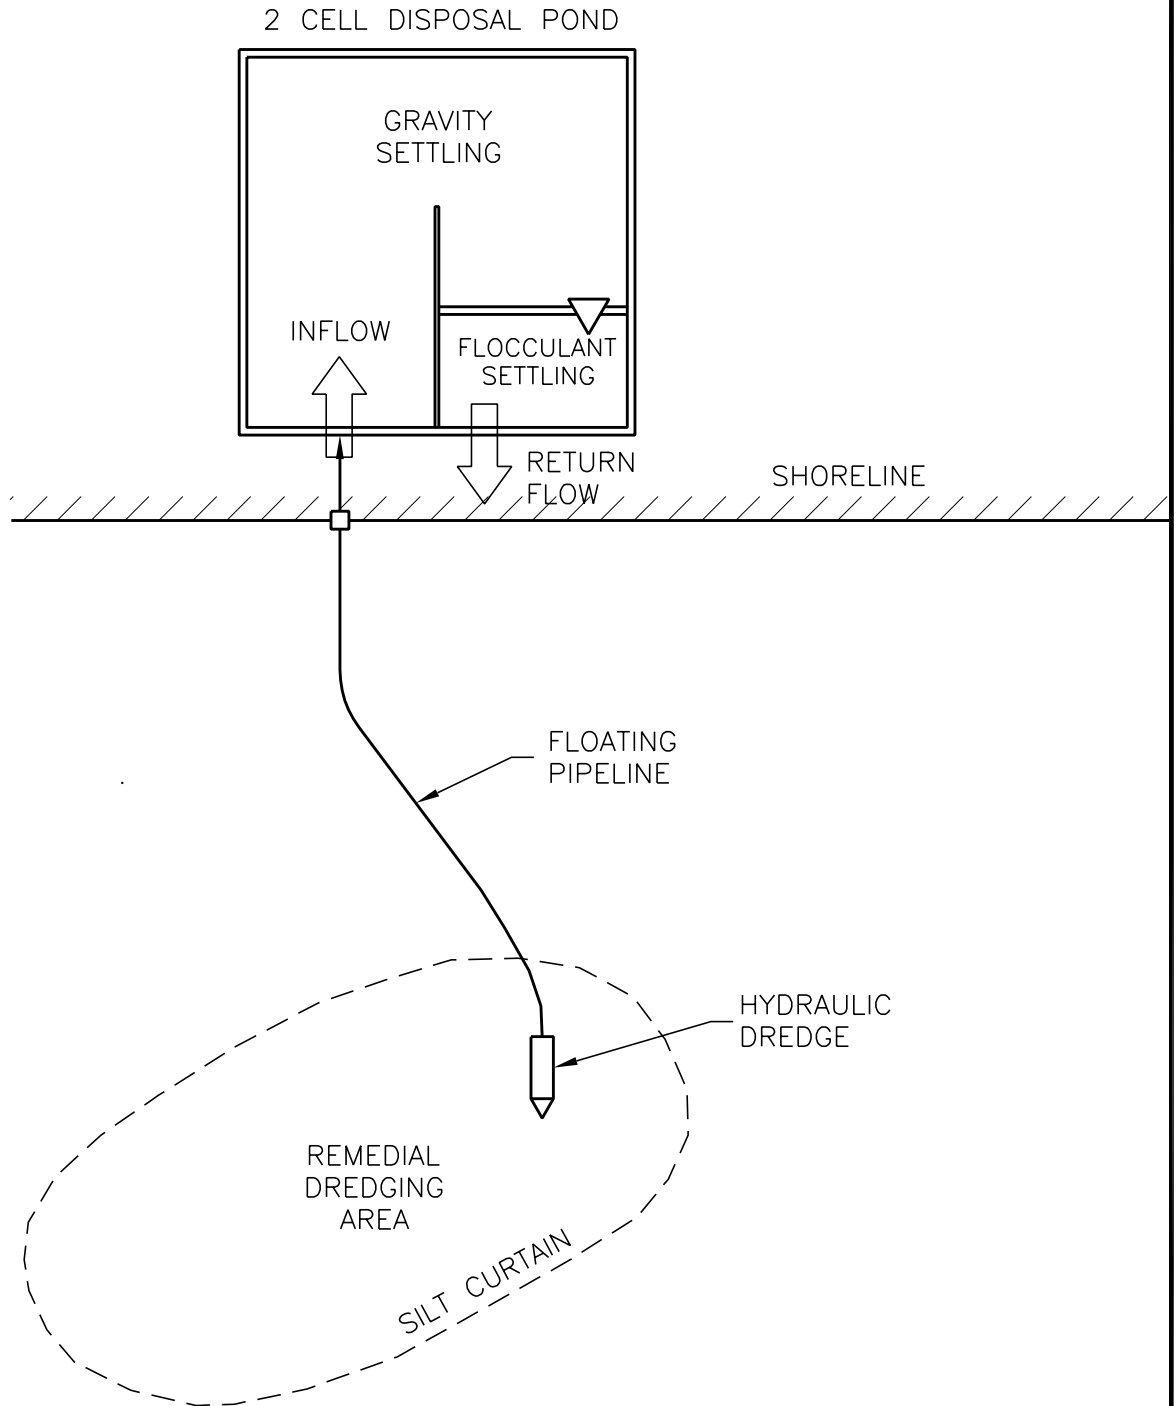 2 CELL DISPOSAL POND
GRAVITY
SETTLING
INFLOW
FLOCCULANT
SETTLING
RETURN
FLOW
SHORELINE
FLOATING
PIPELINE
HYDRAULIC
DREDGE
REMEDIAL
DREDGING
AREA
SILT CURTAIN